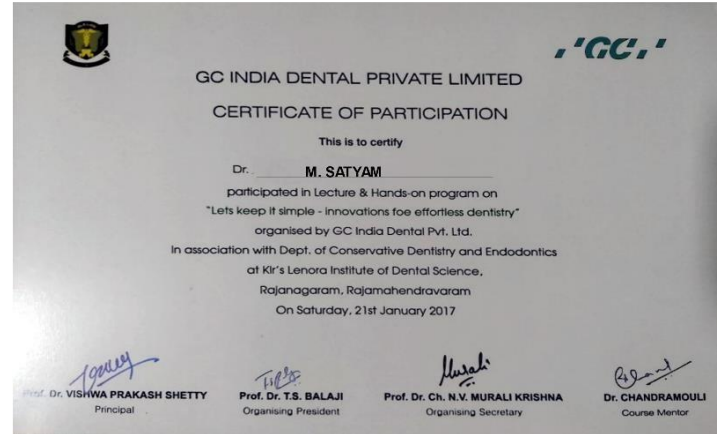 'GC'
GC INDIA DENTAL PRIVATE LIMITED
CERTIFICATE OF PARTICIPATION
This is to certify
Dr. M. SATYAM
participated in Lecture & Hands-on program on
"Lets keep it simple - innovations foe effortless dentistry"
organised by GC India Dental Pvt. Ltd.
In association with Dept. of Conservative Dentistry and Endodontics
at Kir's Lenora Institute of Dental Science,
Rajanagaram, Rajamahendravaram
On Saturday, 21st January 2017
Prof. Dr. VISHWA PRAKASH SHETTY
Principal
Prof. Dr. T.S. BALAJI
Organising President
Murali
Prof. Dr. Ch. N.V. MURALI KRISHNA
Organising Secretary
Dr. CHANDRAMOULI
Course Mentor